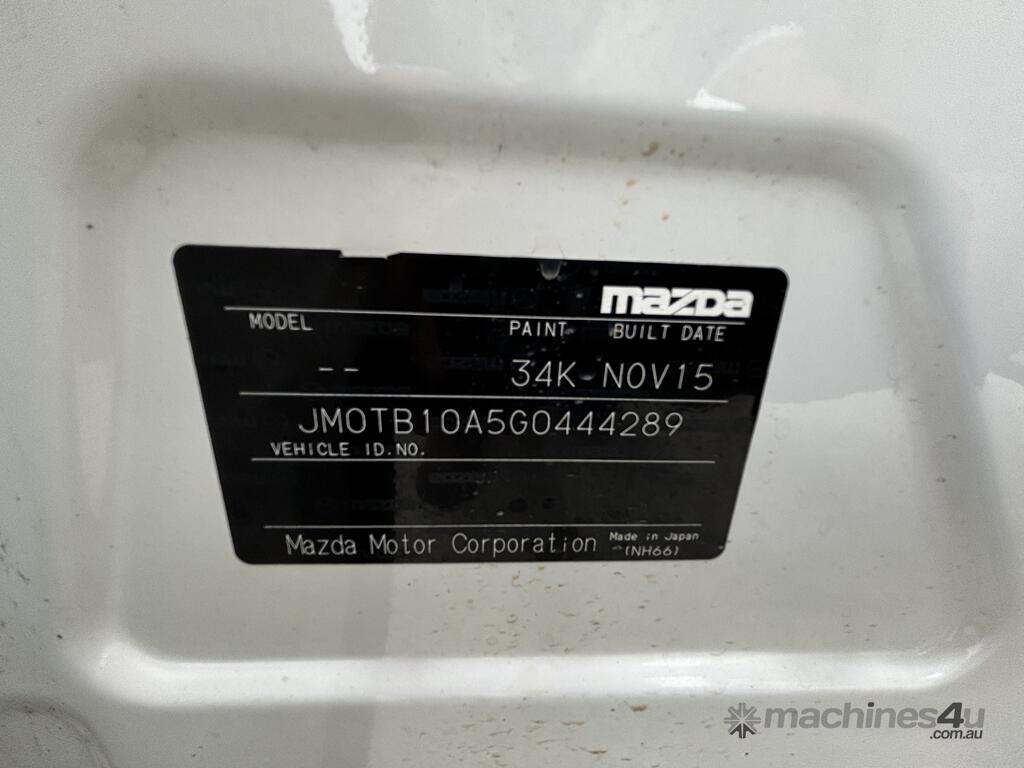 mazda
MODEL PAINT BUILT DATE
-- 34K NOV15
JM0TB10A5G0444289
VEHICLE ID.NO.
Mazda Motor Corporation Made in Japan
(NH66)
machines4u
.com.au